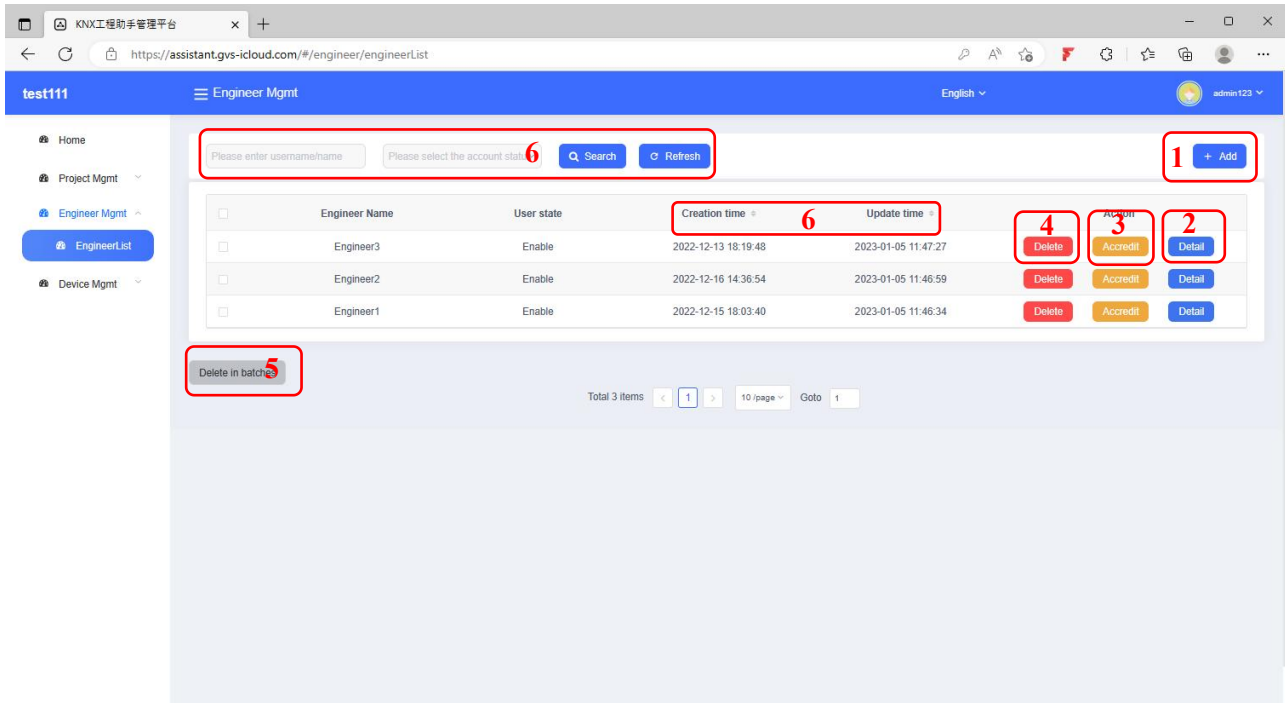 KNX工程助手管理平台
https://assistant.gvs-icloud.com/#/engineer/engineerList
test111 Engineer Mgmt English admin123
Home
Project Mgmt
Engineer Mgmt
EngineerList
Device Mgmt
Please enter username/name Please select the account statu 6 Search Refresh 1 + Add
Engineer Name User state Creation time 6 Update time Action
4 3 2
Engineer3 Enable 2022-12-13 18:19:48 2023-01-05 11:47:27 Delete Accredit Detail
Engineer2 Enable 2022-12-16 14:36:54 2023-01-05 11:46:59 Delete Accredit Detail
Engineer1 Enable 2022-12-15 18:03:40 2023-01-05 11:46:34 Delete Accredit Detail
Delete in batches 5
Total 3 items < 1 > 10 /page Goto 1